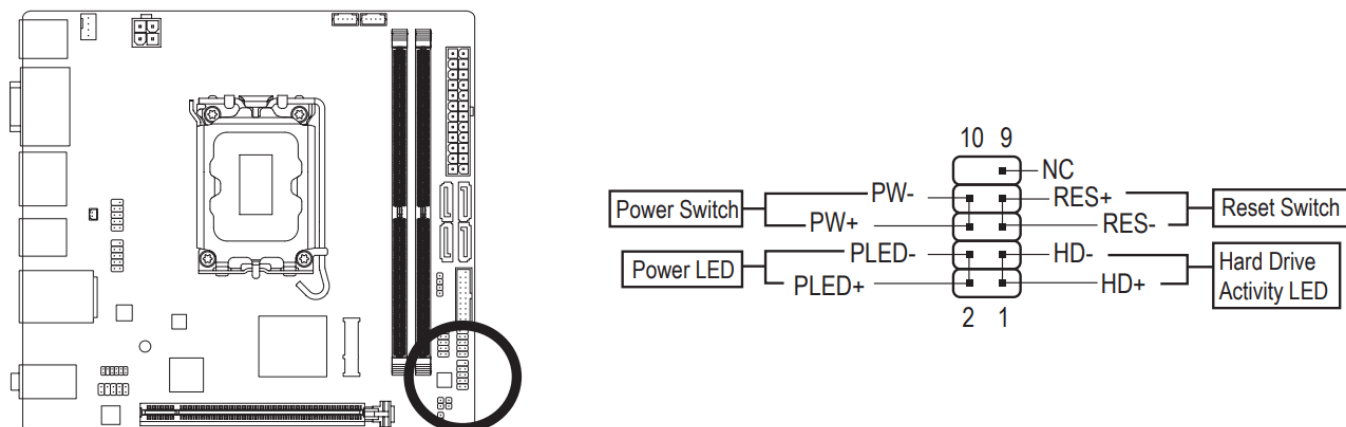 10 9
NC
PW- RES+
Power Switch Reset Switch
PW+ RES-
PLED- HD-
Power LED Hard Drive
Activity LED
PLED+ HD+
2 1